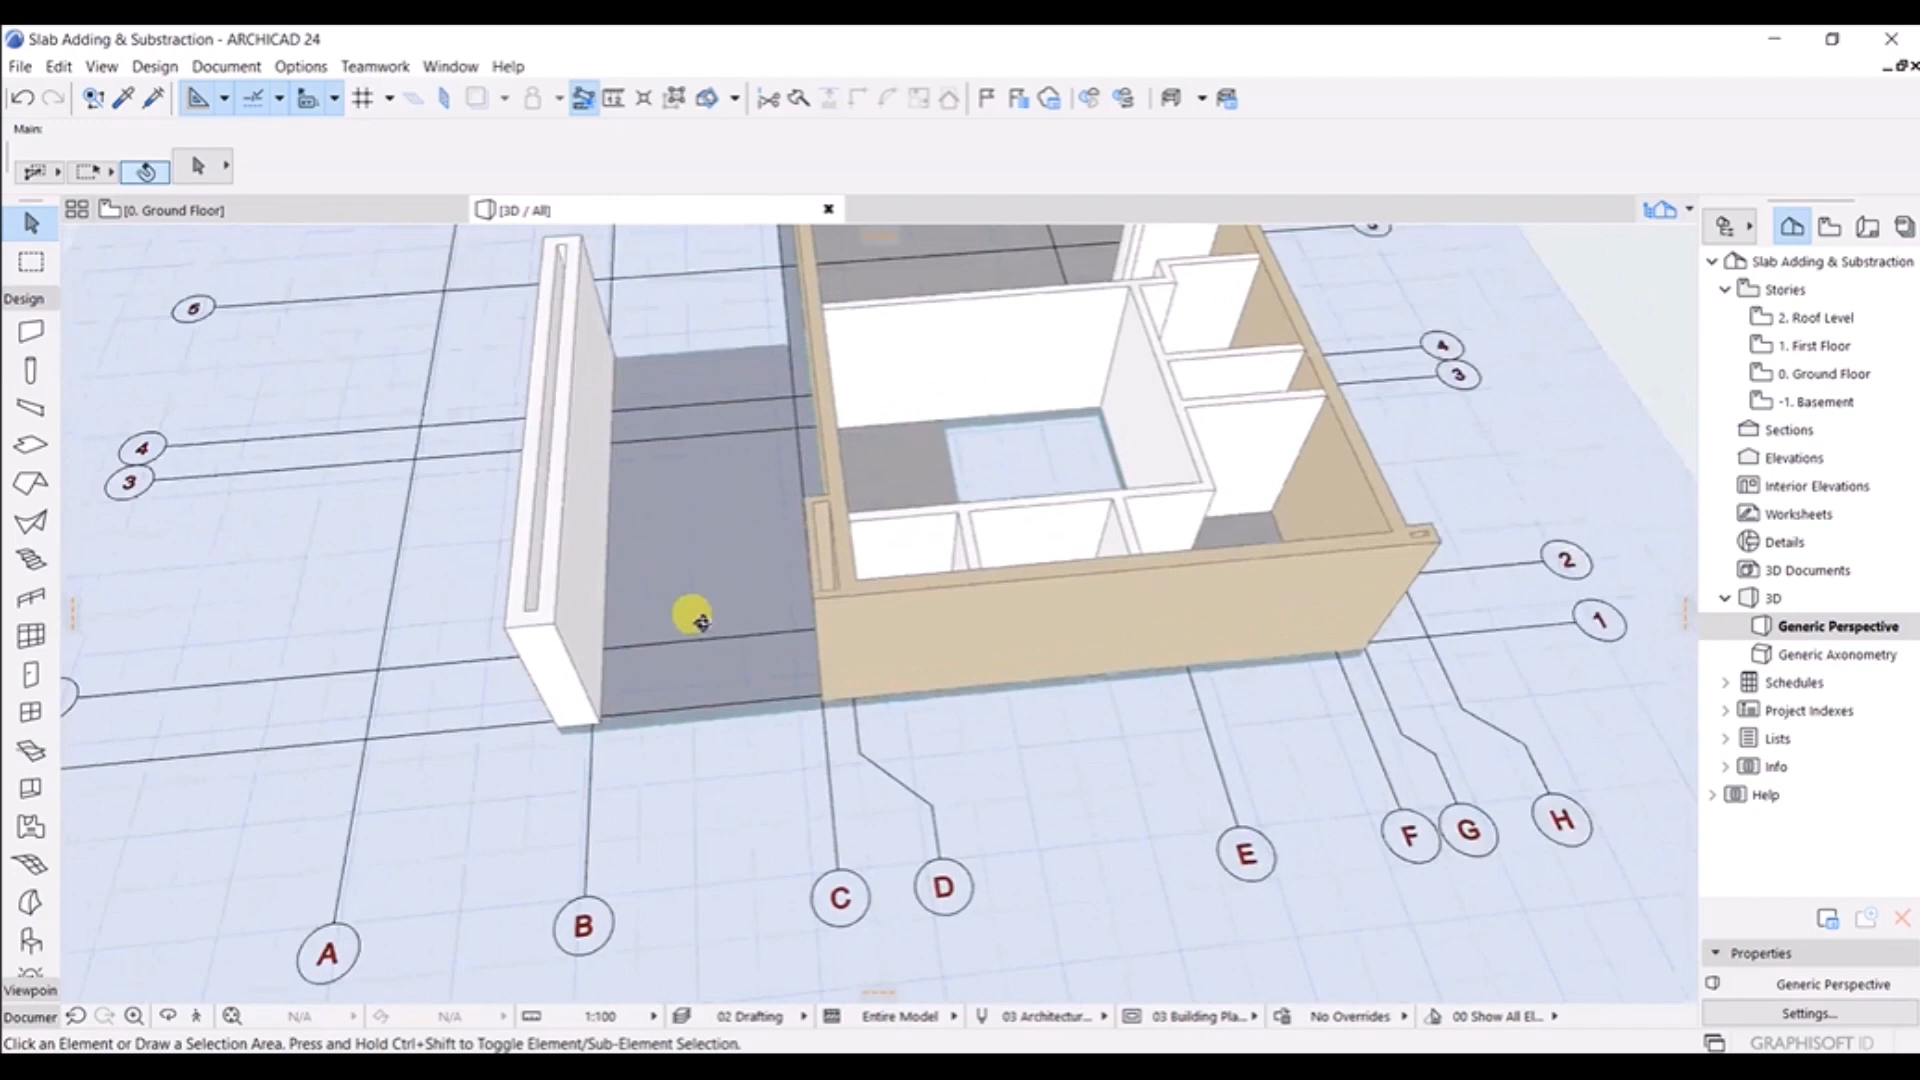 Slab Adding & Substraction - ARCHICAD 24
File Edit View Design Document Options Teamwork Window Help
Main:
[0. Ground Floor]
[3D / All]
Design
Viewpoin
Documer
5
4
3
4
3
2
1
A
B
C
D
E
F
G
H
Slab Adding & Substraction
Stories
2. Roof Level
1. First Floor
0. Ground Floor
-1. Basement
Sections
Elevations
Interior Elevations
Worksheets
Details
3D Documents
3D
Generic Perspective
Generic Axonometry
Schedules
Project Indexes
Lists
Info
Help
Properties
Generic Perspective
Settings...
N/A
N/A
1:100
02 Drafting
Entire Model
03 Architectur...
03 Building Pla...
No Overrides
00 Show All El...
Click an Element or Draw a Selection Area. Press and Hold Ctrl+Shift to Toggle Element/Sub-Element Selection.
GRAPHISOFT ID